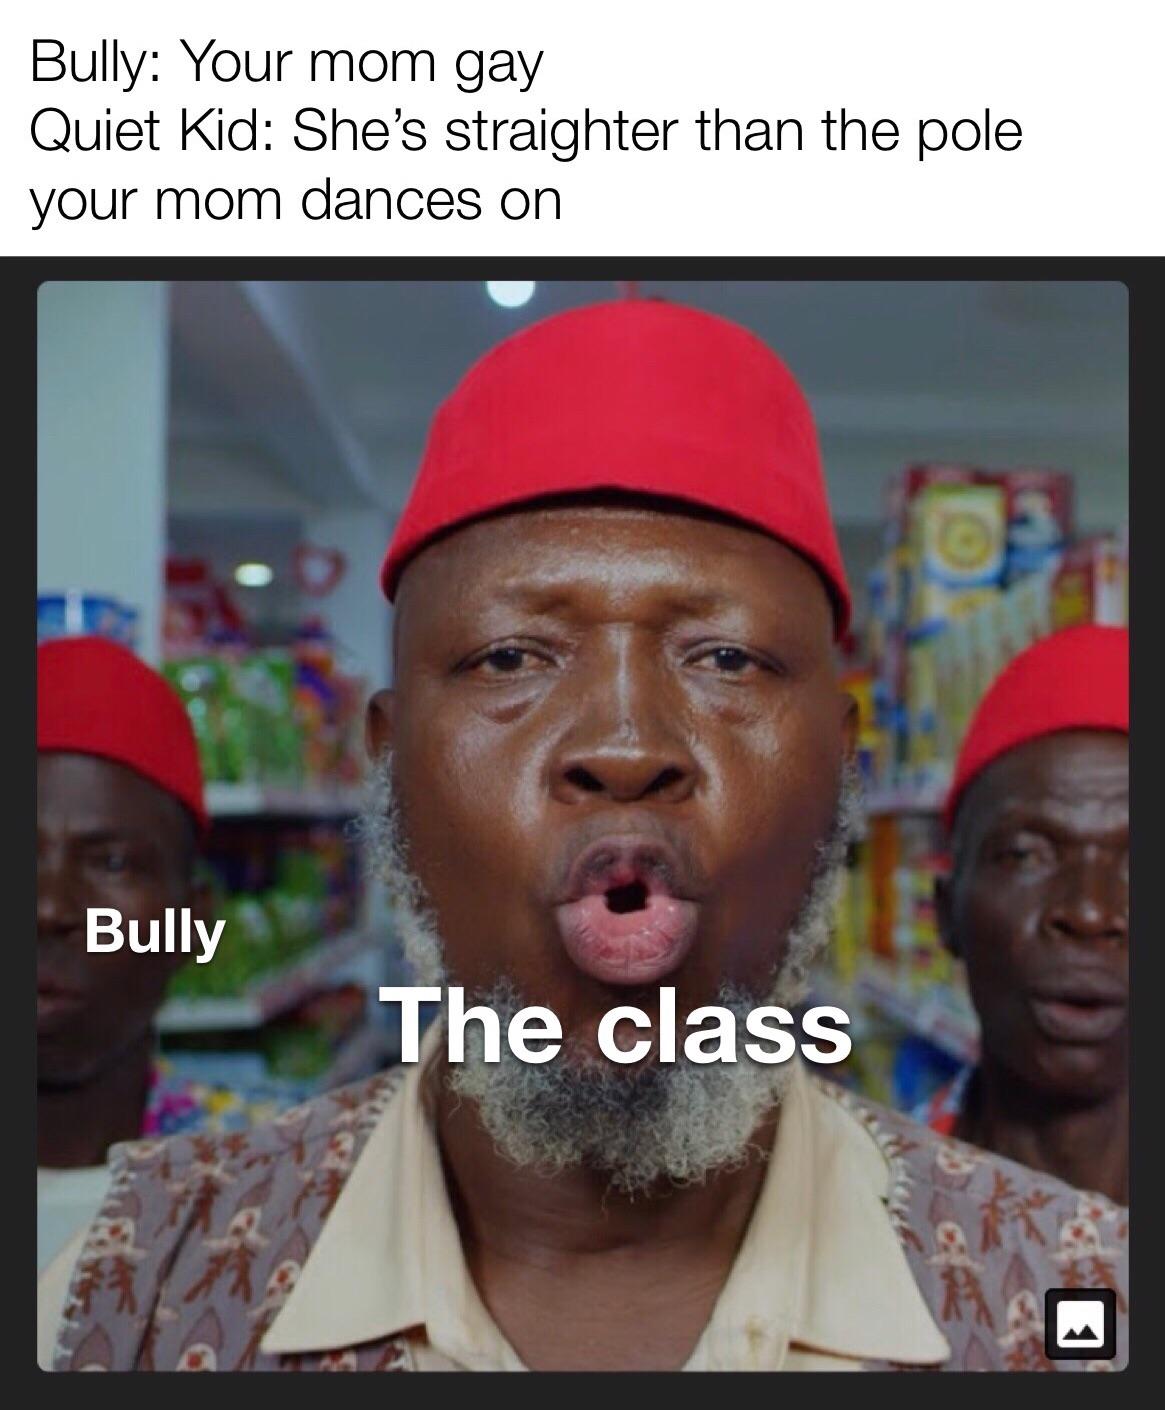 Bully: Your mom gay
Quiet Kid: She’s straighter than the pole
your mom dances on
Bully
The class